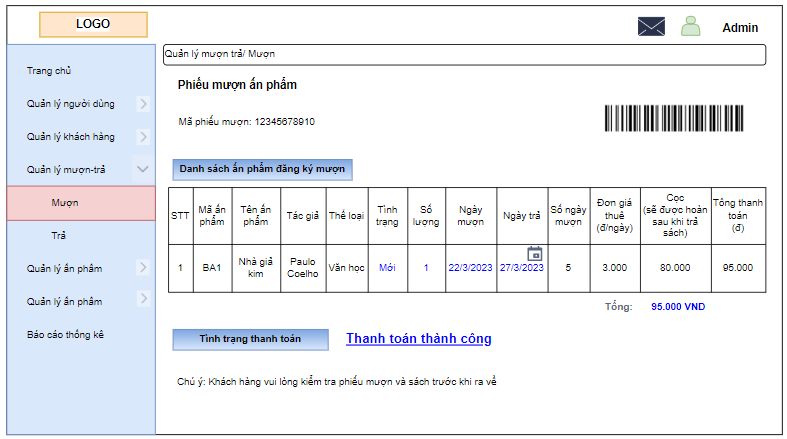 LOGO
Admin
Trang chủ
Quản lý người dùng
Quản lý khách hàng
Quản lý mượn-trả
Mượn
Trả
Quản lý ấn phẩm
Quản lý ấn phẩm
Báo cáo thống kê
Quản lý mượn trả/ Mượn
Phiếu mượn ấn phẩm
Mã phiếu mượn: 12345678910
Danh sách ấn phẩm đăng ký mượn
STT
Mã ấn
phẩm
Tên ấn
phẩm
Tác giả
Thể loại
Tình
trạng
Số
lượng
Ngày
mượn
Ngày trả
Số ngày
mượn
Đơn giá
thuê
(đ/ngày)
Cọc
(sẽ được hoàn
sau khi trả
sách)
Tổng thanh
toán
(đ)
1
BA1
Nhà giả
kim
Paulo
Coelho
Văn học
Mới
1
22/3/2023
27/3/2023
5
3.000
80.000
95.000
Tổng:
95.000 VND
Tình trạng thanh toán
Thanh toán thành công
Chú ý: Khách hàng vui lòng kiểm tra phiếu mượn và sách trước khi ra về